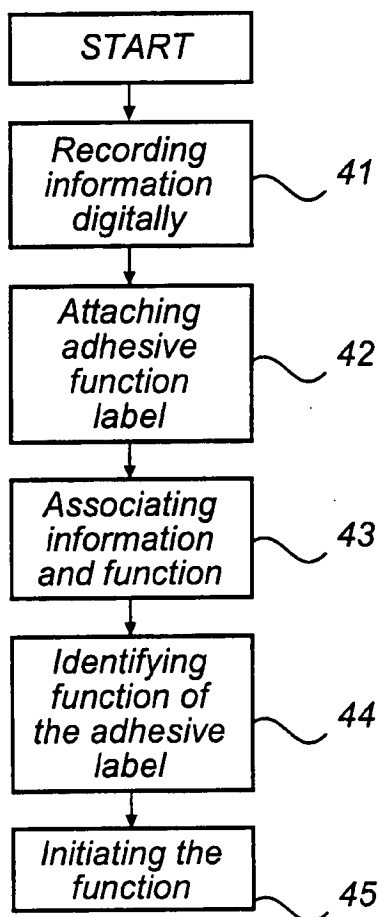 START
Recording
information
digitally
41
Attaching
adhesive
function
label
42
Associating
information
and function
43
Identifying
function of
the adhesive
label
44
Initiating the
function
45